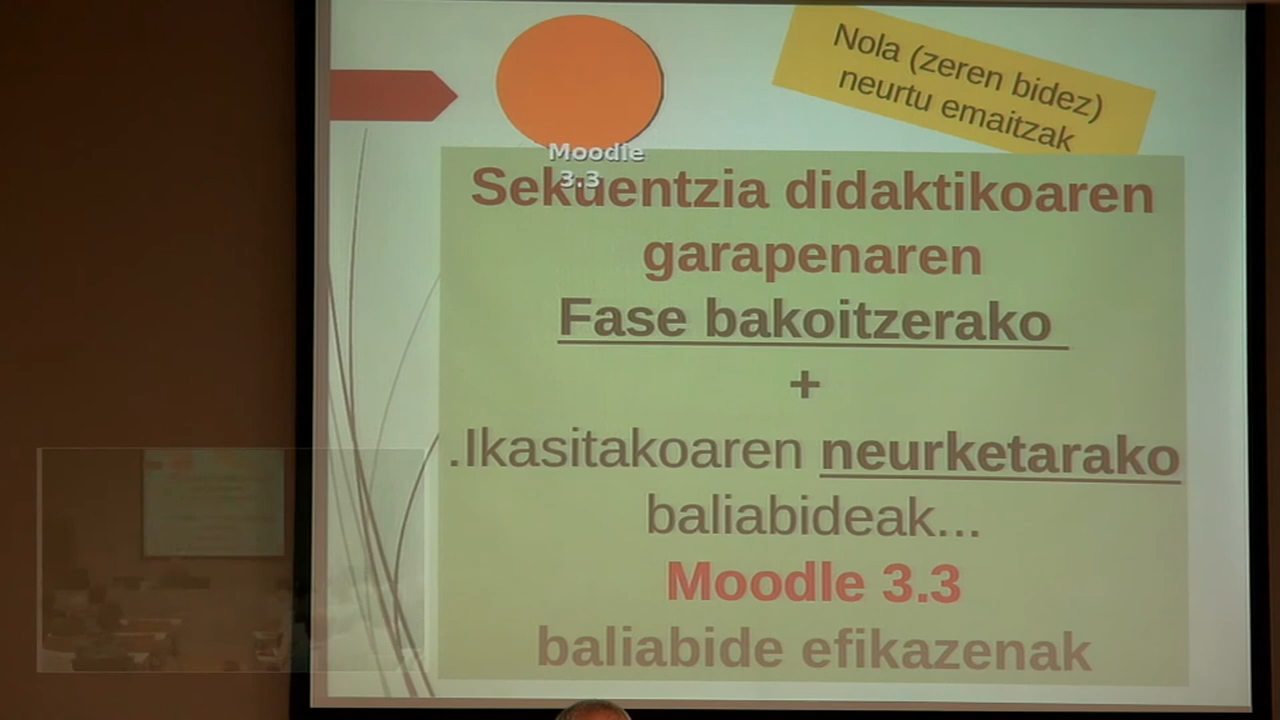 Nola (zeren bidez)
neurtu emaitzak
Moodle
3.3
Sekuentzia didaktikoaren
garapenaren
Fase bakoitzerako
+
.Ikasitakoaren neurketarako
baliabideak...
Moodle 3.3
baliabide efikazenak